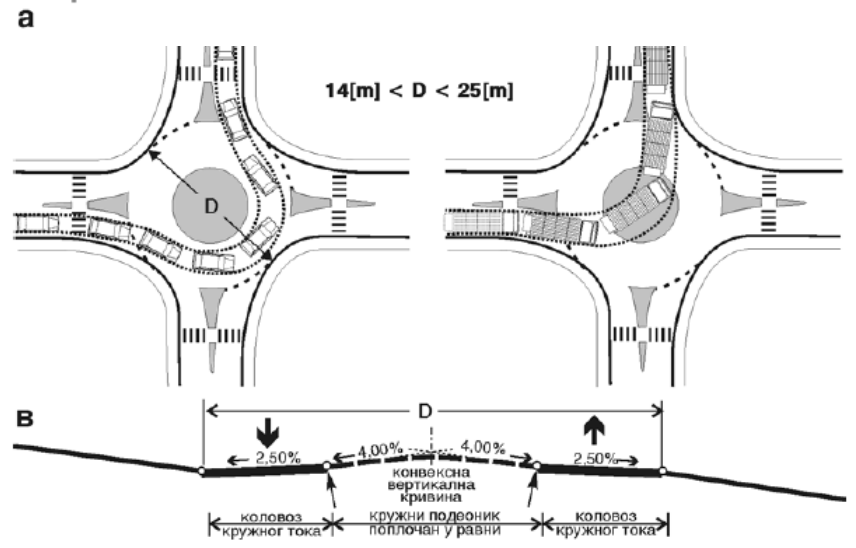 a
14[m] < D < 25[m]
D
B
D
2,50%
4,00%
4,00%
2,50%
конвексна
вертикална
кривина
коловоз
кружног тока
кружни подеоник
поплочан у равни
коловоз
кружног тока